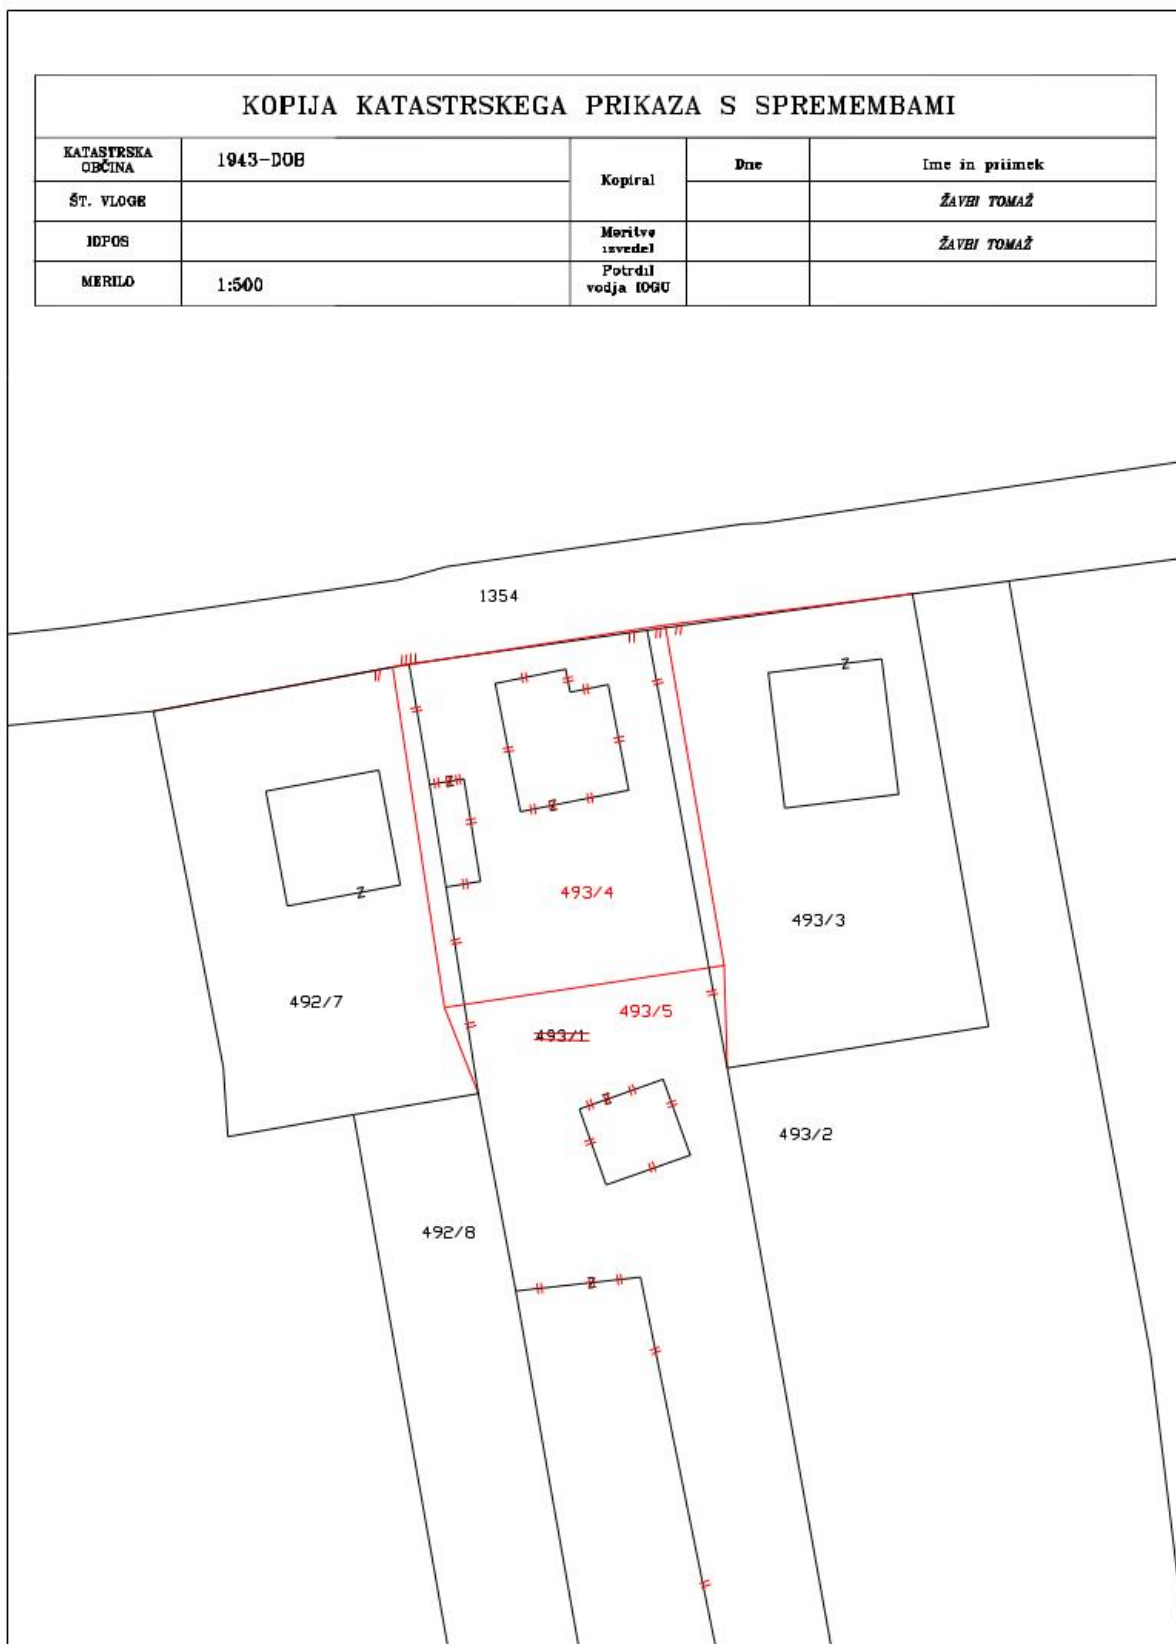 KOPIJA KATASTRSKEGA PRIKAZA S SPREMEMBAMI
KATASTRSKA OBČINA
1943-DOB
Kopiral
Dne
Ime in priimek
ŠT. VLOGE
ŽAVBI TOMAŽ
IDPOS
Meritve izvedel
ŽAVBI TOMAŽ
MERILO
1:500
Potrdil vodja IOGU
1354
Z
Z
Z
Z
493/4
493/3
492/7
493/5
493/1
Z
493/2
492/8
Z